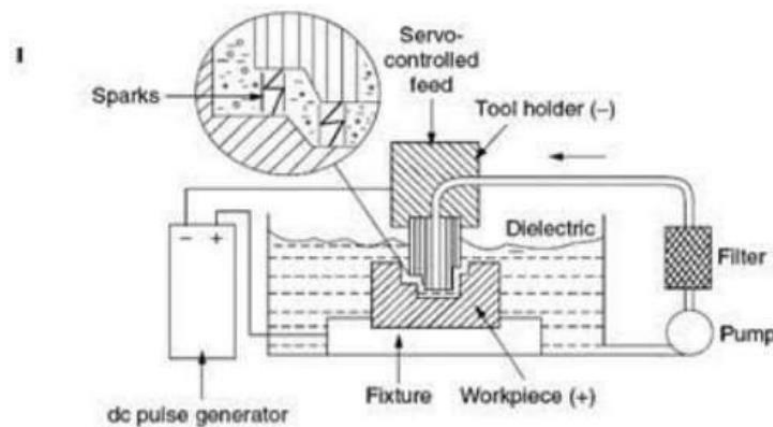 I
Servo-
controlled
feed
Sparks
Tool holder (–)
Dielectric
– +
Filter
Pump
Fixture
Workpiece (+)
dc pulse generator